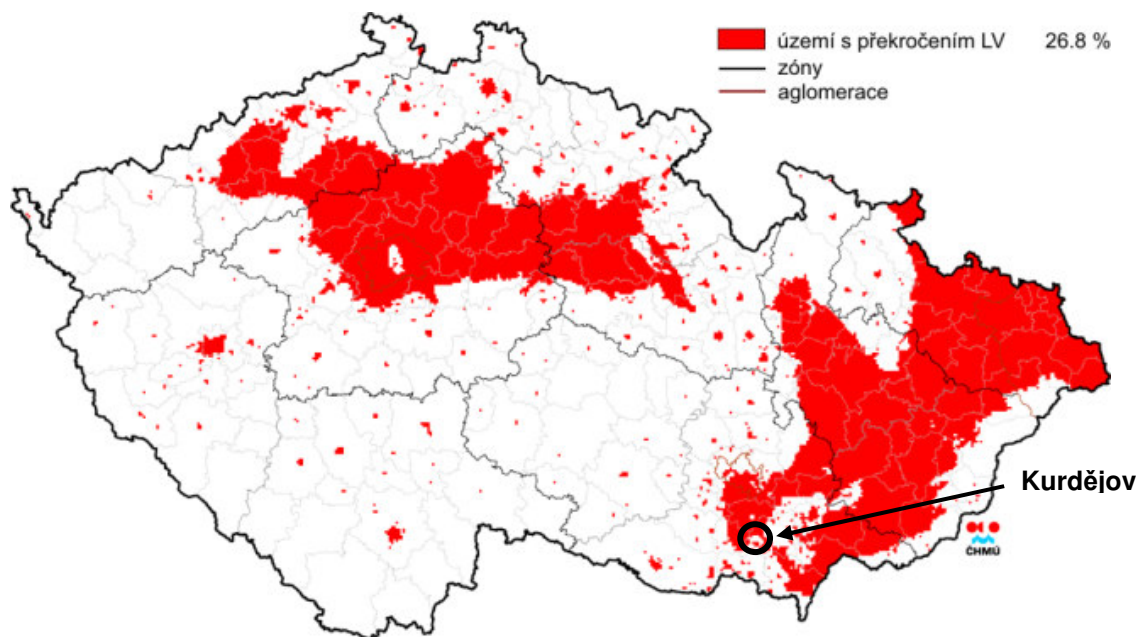 území s překročením LV 26.8 %
zóny
aglomerace
Kurdějov
ČHMÚ